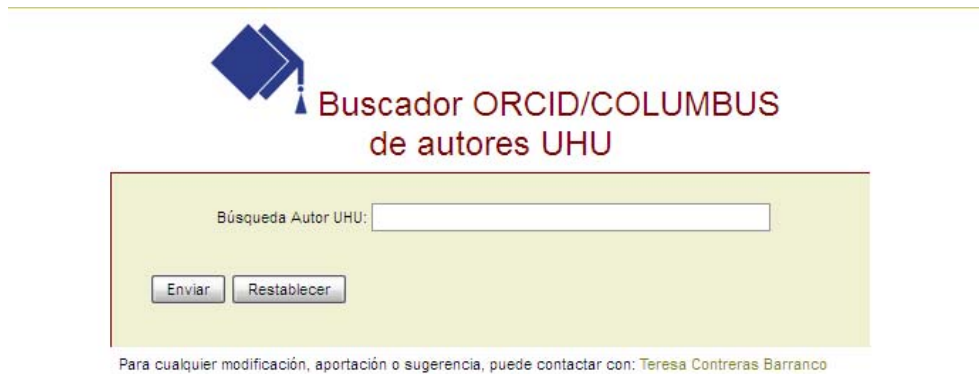 Buscador ORCID/COLUMBUS
de autores UHU
Búsqueda Autor UHU:
Enviar Restablecer
Para cualquier modificación, aportación o sugerencia, puede contactar con: Teresa Contreras Barranco